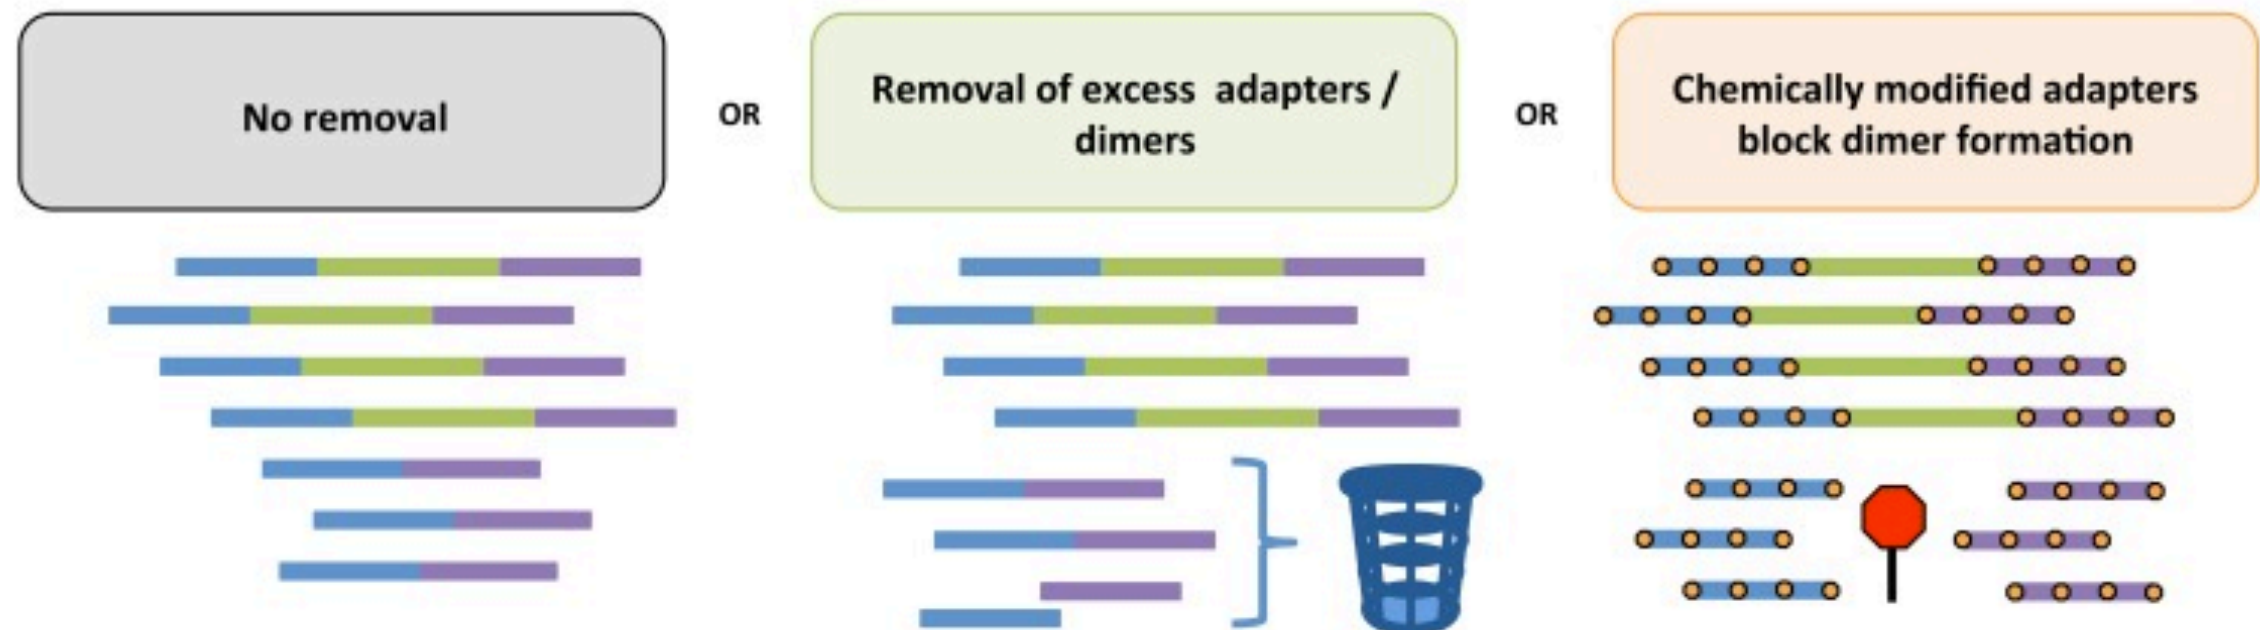 No removal
OR
Removal of excess adapters /
dimers
OR
Chemically modified adapters
block dimer formation